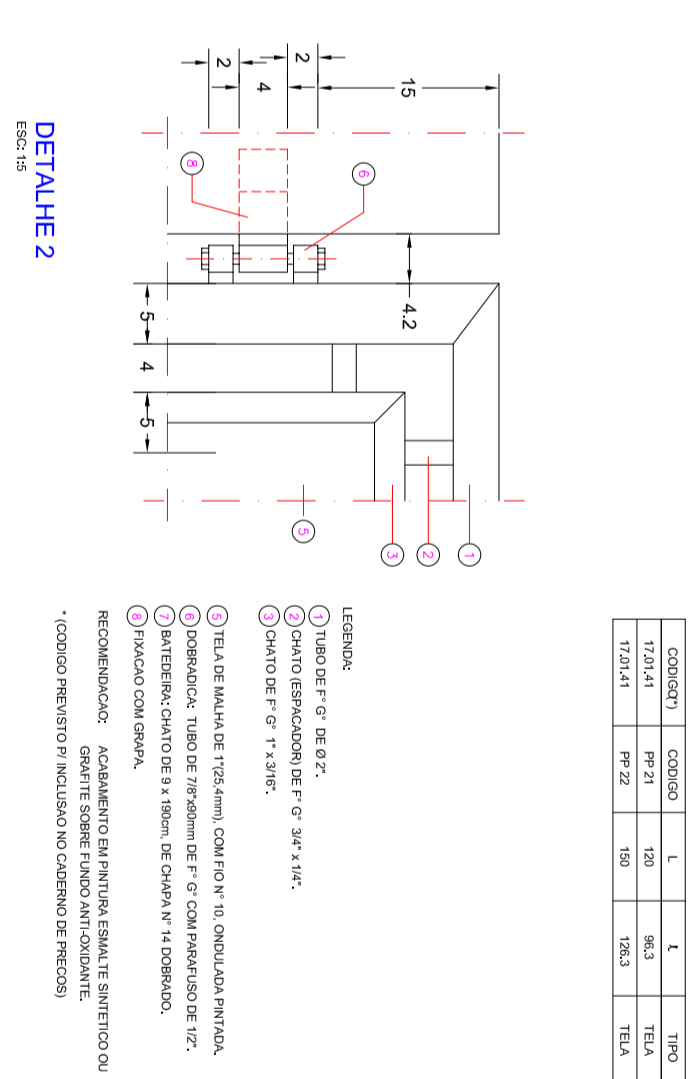 CODIGO(*) CODIGO L ℓ TIPO
17.01.41 PP 21 120 96.3 TELA
17.01.41 PP 22 150 126.3 TELA
15
2
4
2
4.2
5
4
5
6
8
1
2
3
5
DETALHE 2
ESC: 1:5
LEGENDA:
1 TUBO DE F° G° DE Ø 2".
2 CHATO (ESPACADOR) DE F° G° 3/4" x 1/4".
3 CHATO DE F° G° 1" x 3/16".
5 TELA DE MALHA DE 1"(25,4mm), COM FIO N° 10, ONDULADA PINTADA.
6 DOBRADICA: TUBO DE 7/8"x90mm DE F° G° COM PARAFUSO DE 1/2".
7 BATEDEIRA: CHATO DE 9 x 190cm, DE CHAPA N° 14 DOBRADO.
8 FIXACAO COM GRAPA.
RECOMENDACAO: ACABAMENTO EM PINTURA ESMALTE SINTETICO OU
GRAFITE SOBRE FUNDO ANTI-OXIDANTE.
* (CODIGO PREVISTO P/ INCLUSAO NO CADERNO DE PRECOS)